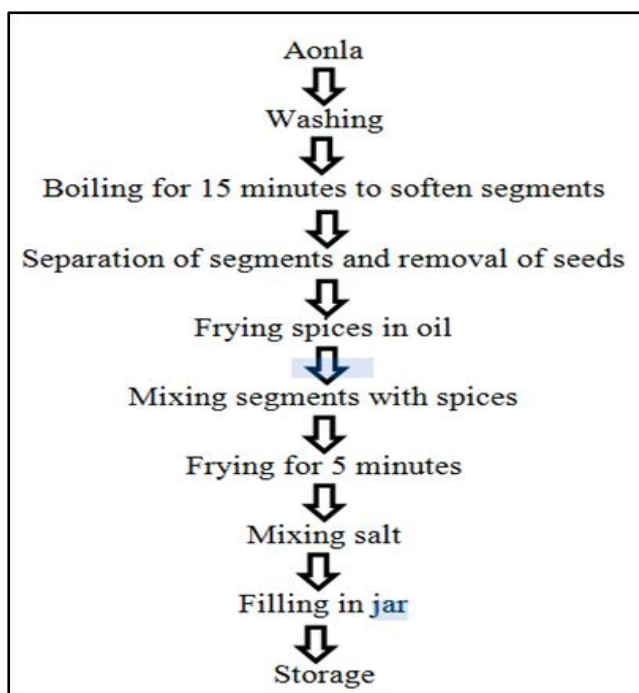 Aonla
Washing
Boiling for 15 minutes to soften segments
Separation of segments and removal of seeds
Frying spices in oil
Mixing segments with spices
Frying for 5 minutes
Mixing salt
Filling in jar
Storage